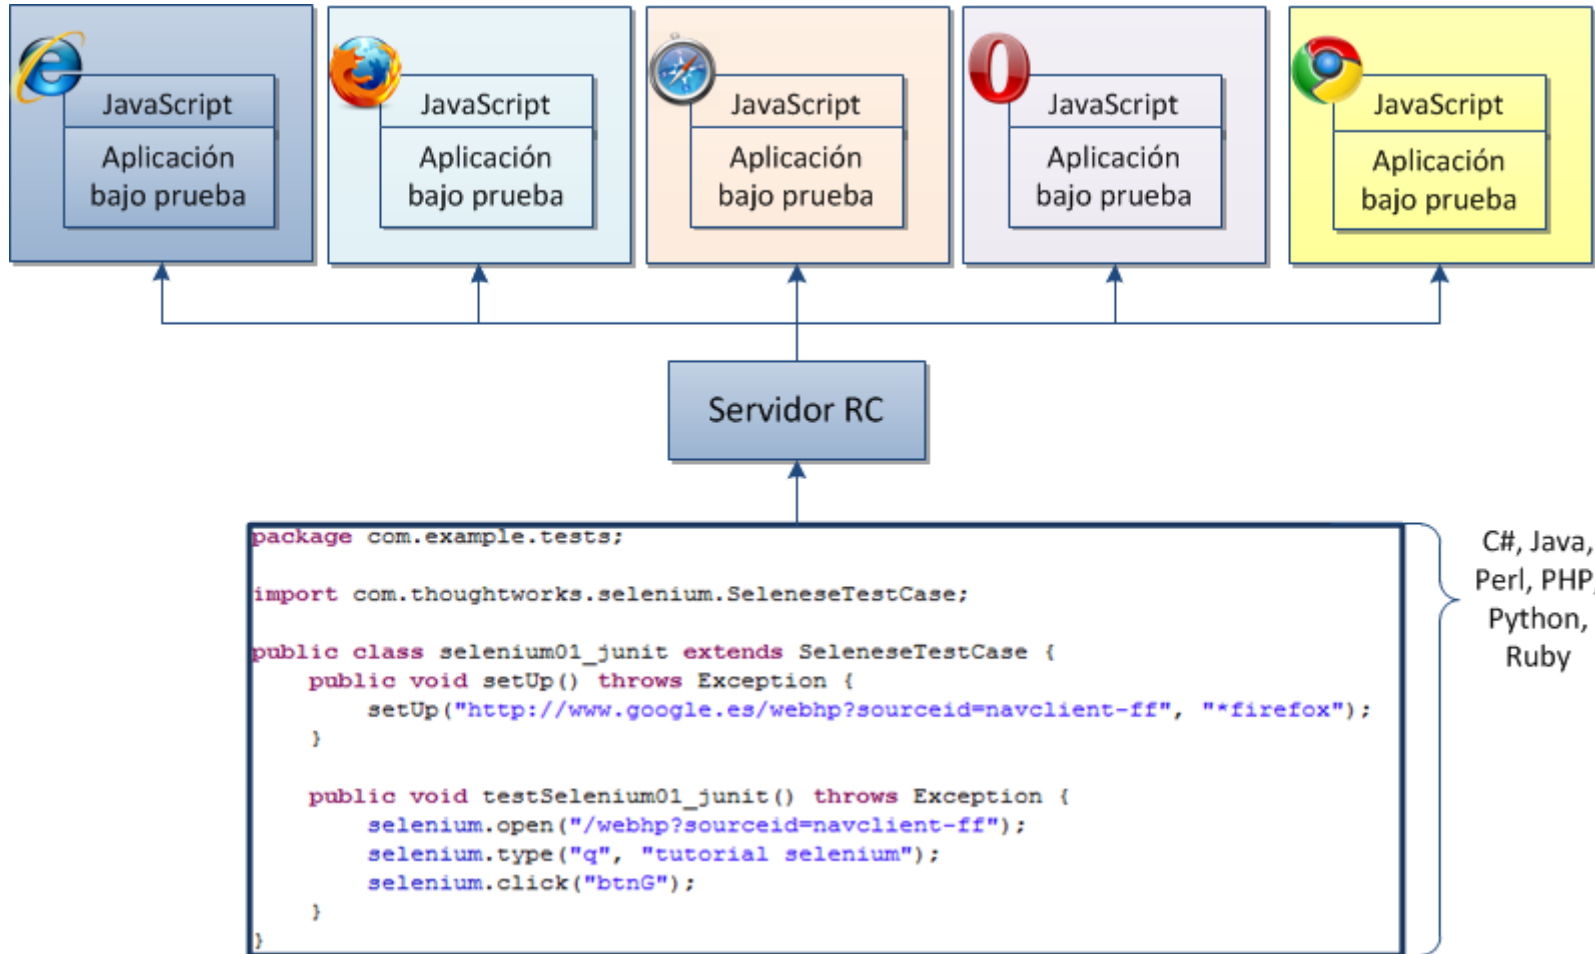 JavaScript
Aplicación
bajo prueba
JavaScript
Aplicación
bajo prueba
JavaScript
Aplicación
bajo prueba
JavaScript
Aplicación
bajo prueba
JavaScript
Aplicación
bajo prueba
Servidor RC
package com.example.tests;
import com.thoughtworks.selenium.SeleneseTestCase;
public class selenium01_junit extends SeleneseTestCase {
public void setUp() throws Exception {
setUp("http://www.google.es/webhp?sourceid=navclient-ff", "*firefox");
}
public void testSelenium01_junit() throws Exception {
selenium.open("/webhp?sourceid=navclient-ff");
selenium.type("q", "tutorial selenium");
selenium.click("btnG");
}
}
C#, Java,
Perl, PHP,
Python,
Ruby